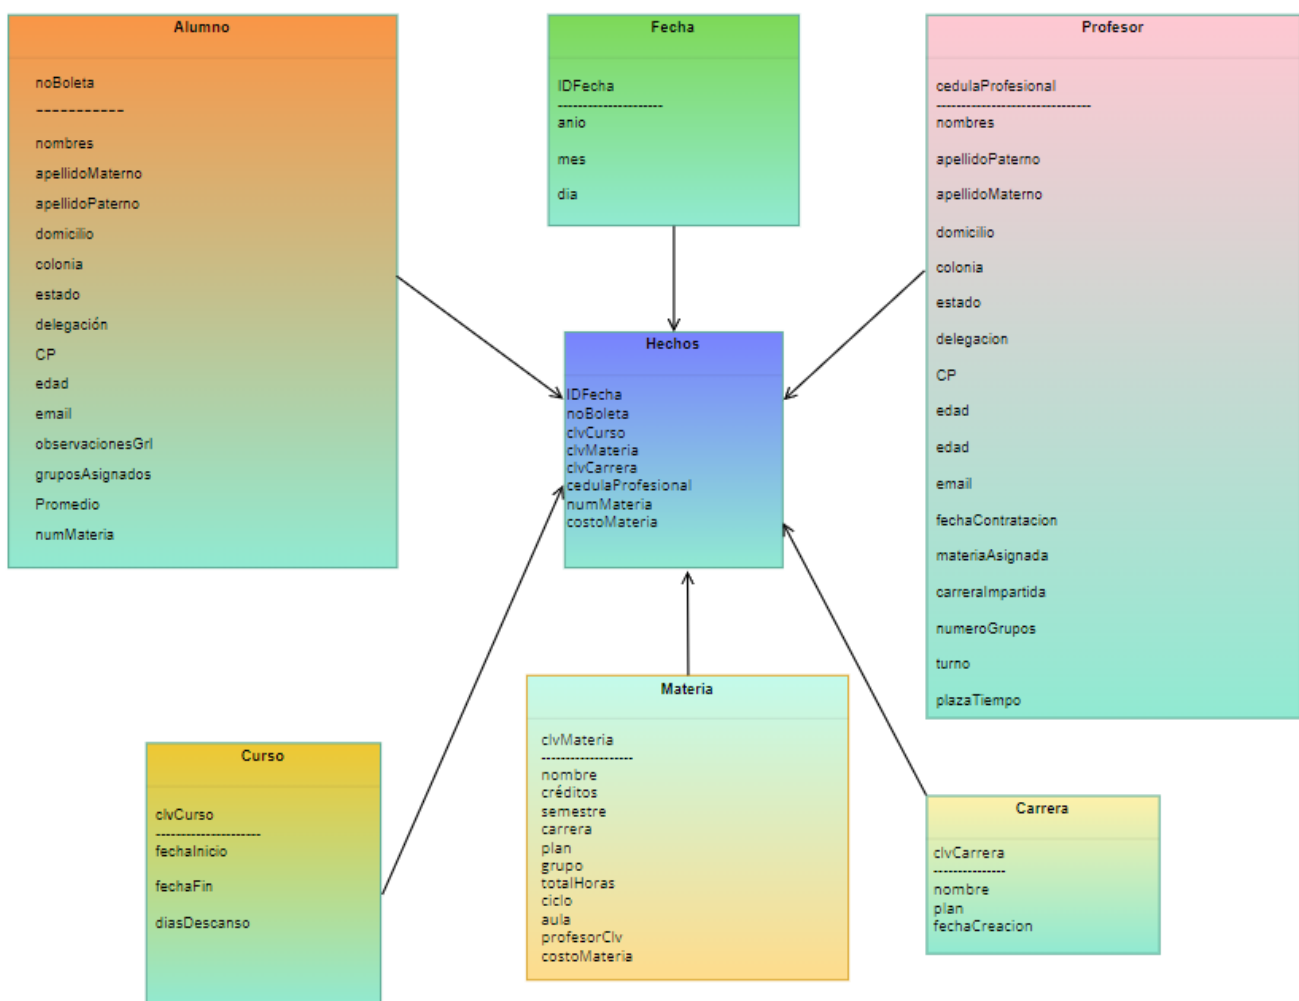 Alumno
noBoleta
-----------
nombres
apellidoMaterno
apellidoPaterno
domicilio
colonia
estado
delegación
CP
edad
email
observacionesGrl
gruposAsignados
Promedio
numMateria
Fecha
IDFecha
---------------------
anio
mes
dia
Profesor
cedulaProfesional
-------------------------------
nombres
apellidoPaterno
apellidoMaterno
domicilio
colonia
estado
delegacion
CP
edad
edad
email
fechaContratacion
materiaAsignada
carreraImpartida
numeroGrupos
turno
plazaTiempo
Hechos
IDFecha
noBoleta
clvCurso
clvMateria
clvCarrera
cedulaProfesional
numMateria
costoMateria
Curso
clvCurso
---------------------
fechaInicio
fechaFin
diasDescanso
Materia
clvMateria
-------------------
nombre
créditos
semestre
carrera
plan
grupo
totalHoras
ciclo
aula
profesorClv
costoMateria
Carrera
clvCarrera
---------------
nombre
plan
fechaCreacion